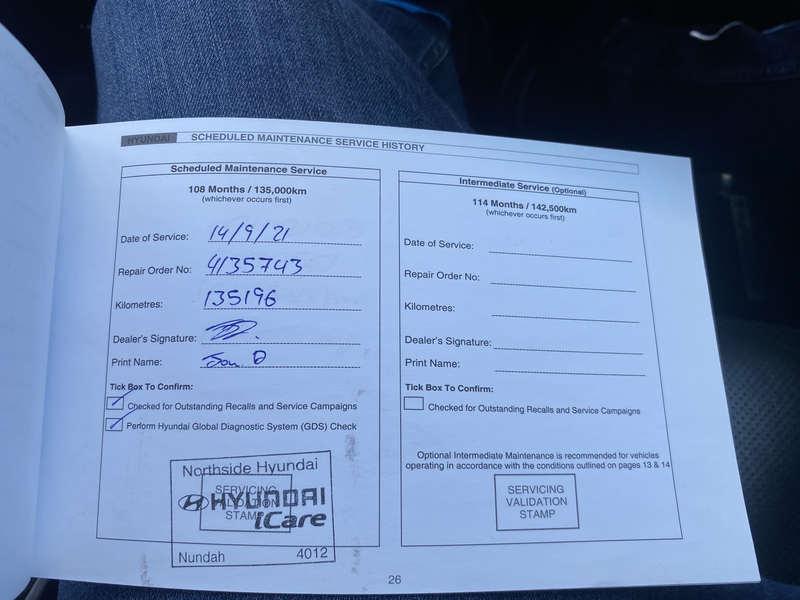 HYUNDAI SCHEDULED MAINTENANCE SERVICE HISTORY
Scheduled Maintenance Service
108 Months / 135,000km
(whichever occurs first)
Date of Service: 14/9/21
Repair Order No: 4135743
Kilometres: 135196
Dealer's Signature:
Print Name:
Tick Box To Confirm:
Checked for Outstanding Recalls and Service Campaigns
Perform Hyundai Global Diagnostic System (GDS) Check
Northside Hyundai
SERVICING
VALIDATION
STAMP
HYUNDAI
iCare
Nundah 4012
Intermediate Service (Optional)
114 Months / 142,500km
(whichever occurs first)
Date of Service:
Repair Order No:
Kilometres:
Dealer's Signature:
Print Name:
Tick Box To Confirm:
Checked for Outstanding Recalls and Service Campaigns
Optional Intermediate Maintenance is recommended for vehicles
operating in accordance with the conditions outlined on pages 13 & 14
SERVICING
VALIDATION
STAMP
26